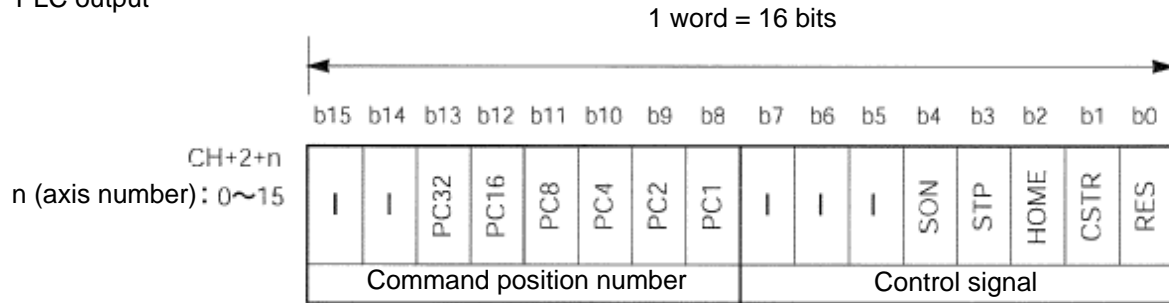 PLC output
1 word = 16 bits
b15 b14 b13 b12 b11 b10 b9 b8 b7 b6 b5 b4 b3 b2 b1 b0
CH+2+n
n (axis number): 0〜15
— — PC32 PC16 PC8 PC4 PC2 PC1 — — — SON STP HOME CSTR RES
Command position number Control signal